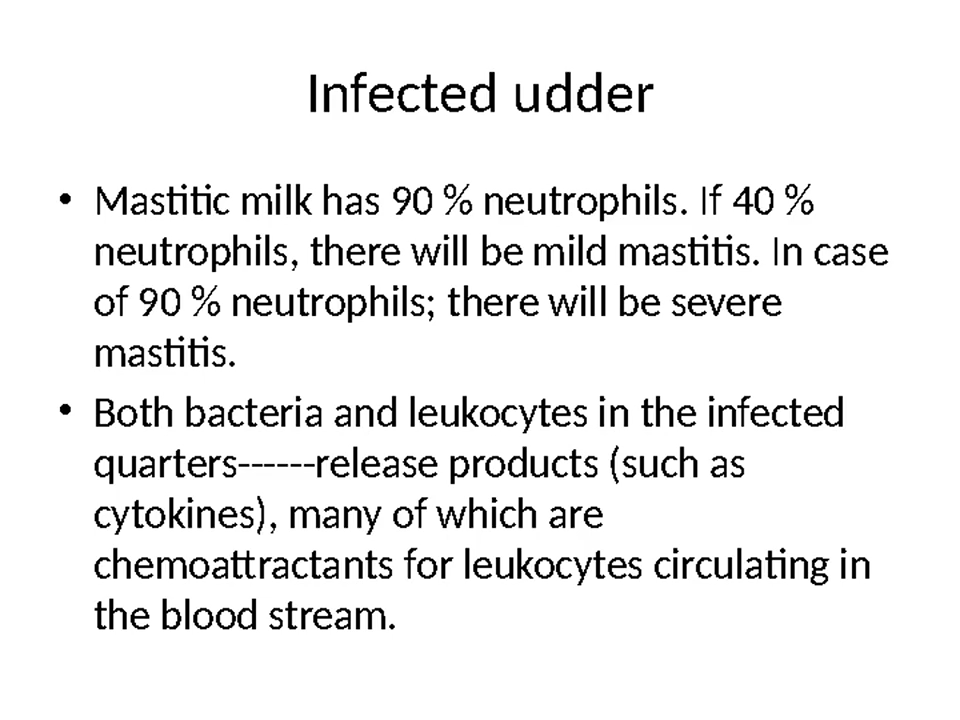 Infected udder
• Mastitic milk has 90 % neutrophils. If 40 %
neutrophils, there will be mild mastitis. In case
of 90 % neutrophils; there will be severe
mastitis.
• Both bacteria and leukocytes in the infected
quarters------release products (such as
cytokines), many of which are
chemoattractants for leukocytes circulating in
the blood stream.